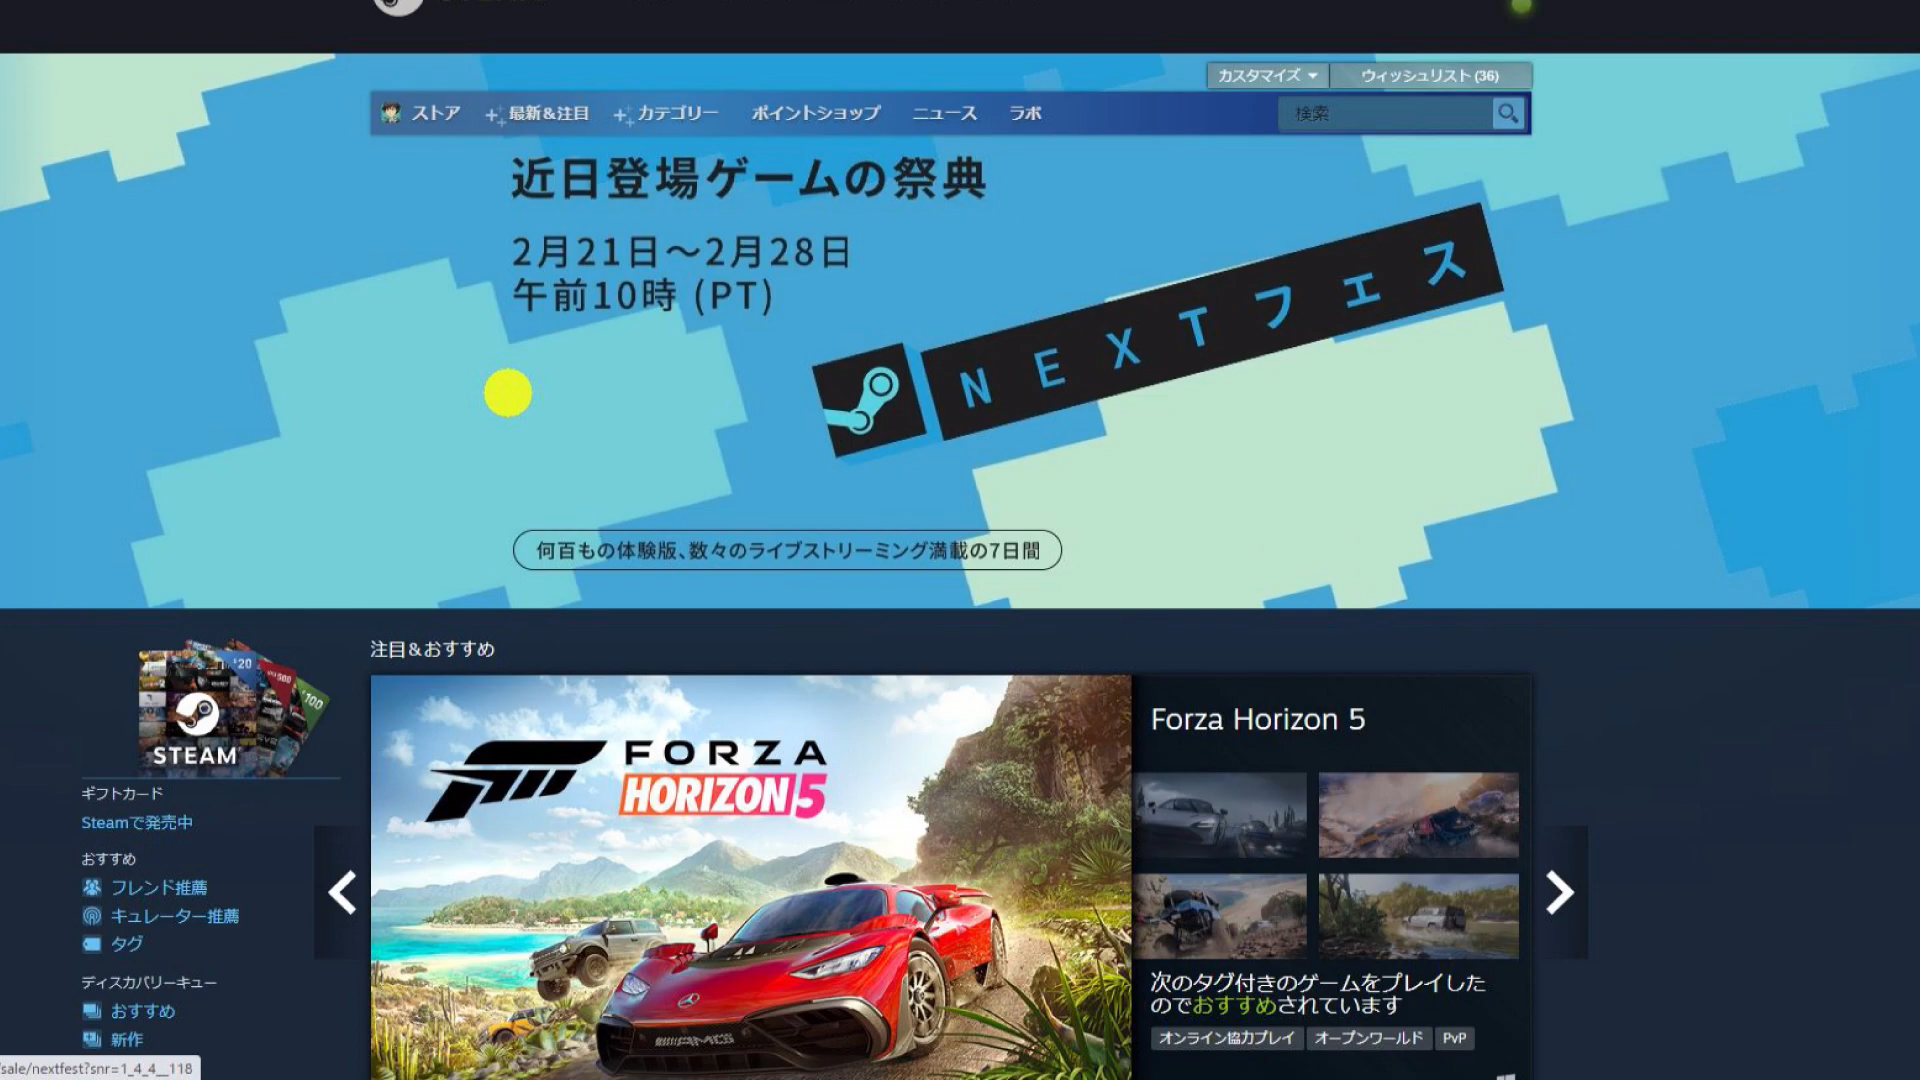 カスタマイズ ウィッシュリスト (36)
ストア 最新&注目 カテゴリー ポイントショップ ニュース ラボ 検索
近日登場ゲームの祭典
2月21日～2月28日
午前10時 (PT)
NEXTフェス
何百もの体験版、数々のライブストリーミング満載の7日間
注目&おすすめ
$20
500
100
STEAM
ギフトカード
Steamで発売中
おすすめ
フレンド推薦
キュレーター推薦
タグ
ディスカバリーキュー
おすすめ
新作
FORZA
HORIZON 5
Forza Horizon 5
次のタグ付きのゲームをプレイした
のでおすすめされています
オンライン協力プレイ オープンワールド PvP
/sale/nextfest?snr=1_4_4__118